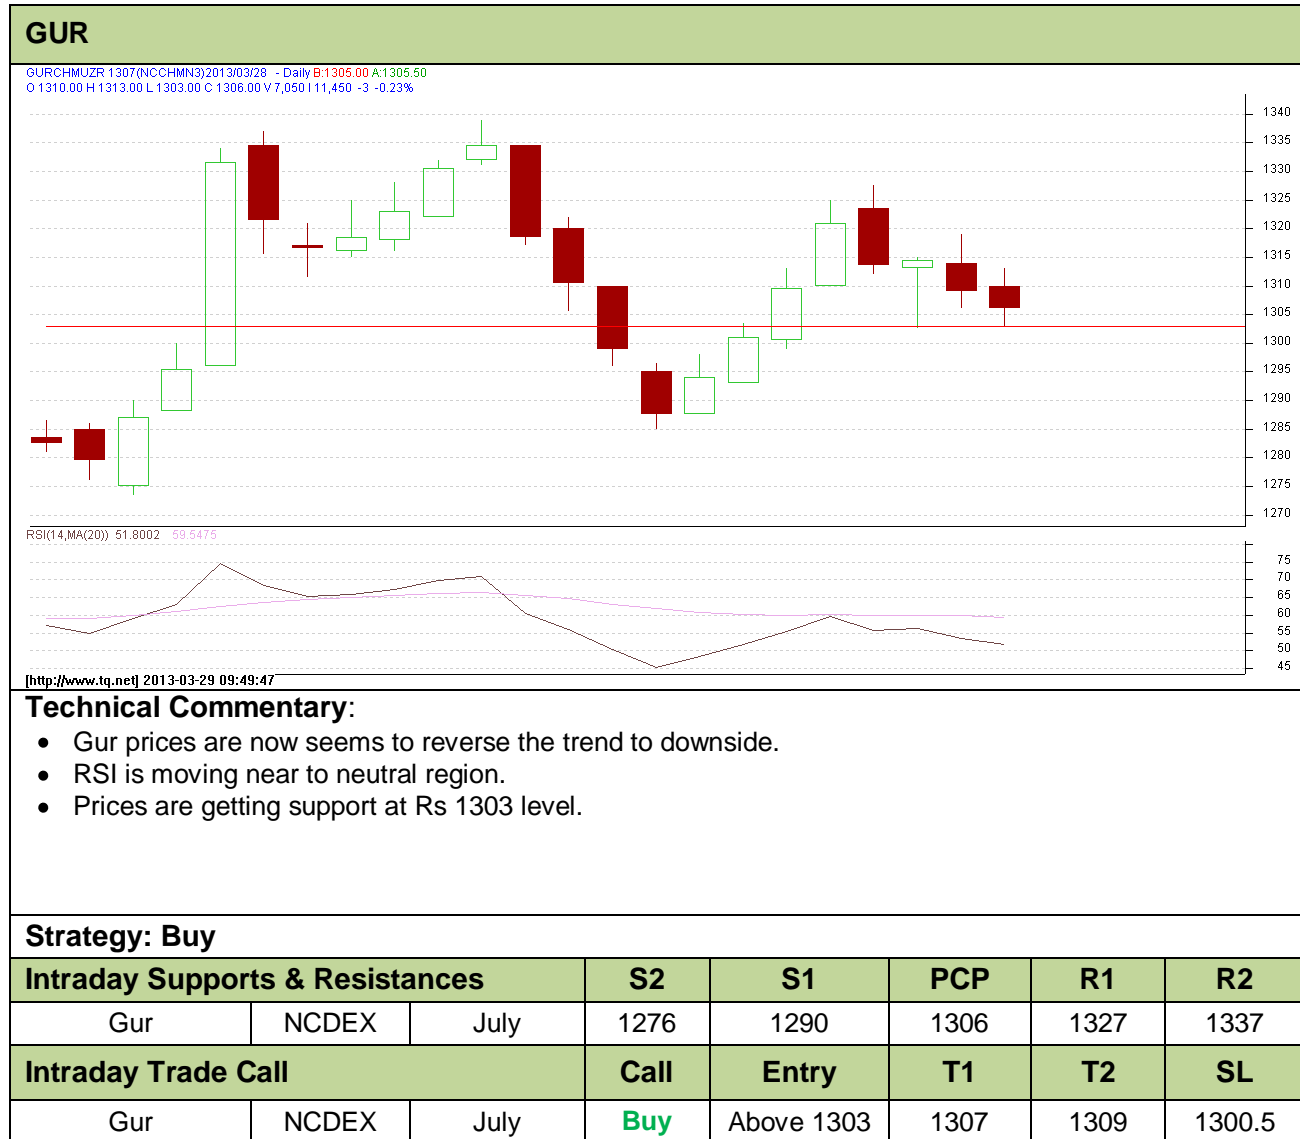 GUR
GURCHMUZR 1307(NCCHMN3)2013/03/28 - Daily B:1305.00 A:1305.50
O 1310.00 H 1313.00 L 1303.00 C 1306.00 V 7,050 I 11,450 -3 -0.23%
1340
1335
1330
1325
1320
1315
1310
1305
1300
1295
1290
1285
1280
1275
1270
RSI(14,MA(20)) 51.8002 59.5475
75
70
65
60
55
50
45
[http://www.tq.net] 2013-03-29 09:49:47
Technical Commentary:
• Gur prices are now seems to reverse the trend to downside.
• RSI is moving near to neutral region.
• Prices are getting support at Rs 1303 level.
Strategy: Buy
Intraday Supports & Resistances S2 S1 PCP R1 R2
Gur NCDEX July 1276 1290 1306 1327 1337
Intraday Trade Call Call Entry T1 T2 SL
Gur NCDEX July Buy Above 1303 1307 1309 1300.5